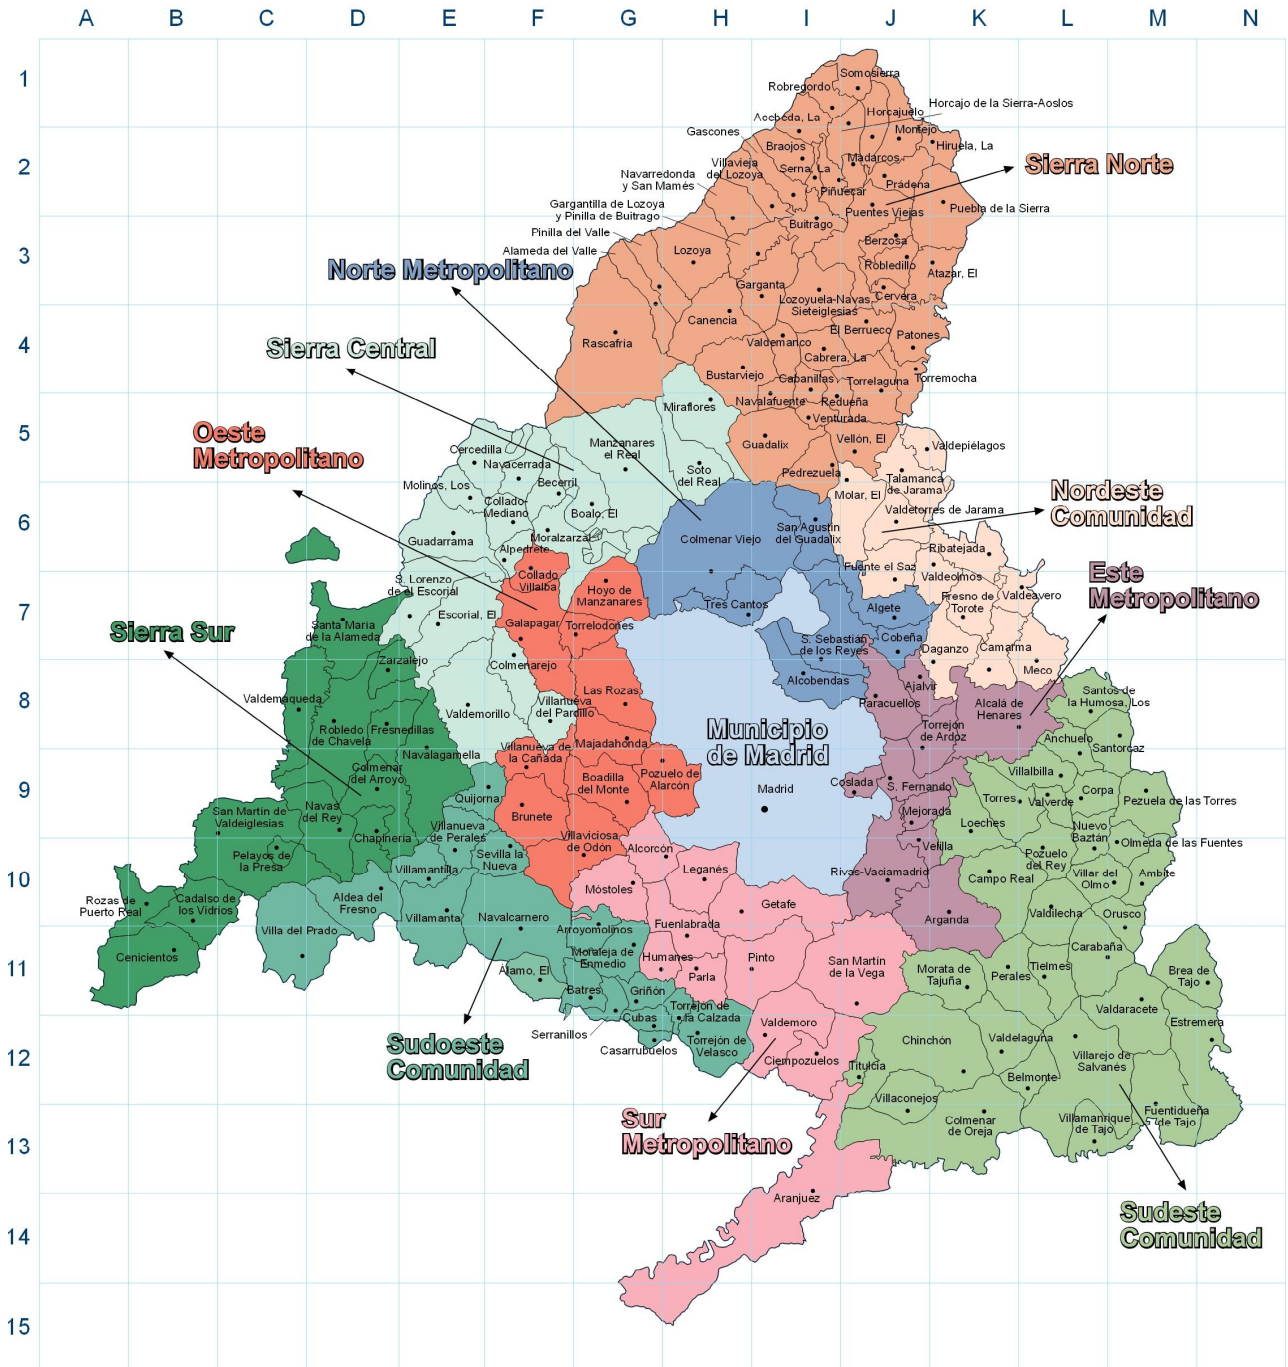 A B C D E F G H I J K L M N
1
Somosierra
Robregordo
Horcajo de la Sierra-Aoslos
Acebeda, La
Horcajuelo
Gascones
Montejo
Braojos
Hiruela, La
2
Villavieja
del Lozoya
Serna, La
Madarcos
Sierra Norte
Navarredonda
y San Mamés
Piñuecar
Prádena
Gargantilla de Lozoya
y Pinilla de Buitrago
Puentes Viejas
Puebla de la Sierra
Buitrago
Pinilla del Valle
Alameda del Valle
Lozoya
Berzosa
3
Robledillo
Atazar, El
Norte Metropolitano
Garganta
Lozoyuela-Navas
Sieteiglesias
Cervera
Canencia
El Berrueco
Patones
4
Rascafría
Valdemanco
Cabrera, La
Sierra Central
Bustarviejo
Cabanillas
Torrelaguna
Torremocha
Miraflores
Navalafuente
Redueña
Venturada
Oeste
Metropolitano
5
Cercedilla
Navacerrada
Manzanares
el Real
Guadalix
Vellón, El
Valdepiélagos
Soto
del Real
Pedrezuela
Molinos, Los
Becerril
Molar, El
Talamanca
de Jarama
Nordeste
Comunidad
Collado-
Mediano
Boalo, El
Valdetorres de Jarama
6
Guadarrama
Moralzarzal
Colmenar Viejo
San Agustín
del Guadalix
Alpedrete
Ribatejada
Fuente el Saz
Este
Metropolitano
S. Lorenzo
de el Escorial
Collado
Villalba
Hoyo de
Manzanares
Valdeolmos
Fresno de
Torote
Valdeavero
7
Tres Cantos
Algete
Escorial, El
Galapagar
Torrelodones
Sierra Sur
Santa María
de la Alameda
S. Sebastián
de los Reyes
Cobeña
Daganzo
Camarma
Zarzalejo
Colmenarejo
Meco
Alcobendas
Ajalvir
8
Valdemaqueda
Las Rozas
Villanueva
del Pardillo
Paracuellos
Alcalá de
Henares
Santos de
la Humosa, Los
Valdemorillo
Robledo
de Chavela
Fresnedillas
Municipio
de Madrid
Torrejón
de Ardoz
Anchuelo
Santorcaz
Navalagamella
Villanueva de
la Cañada
Majadahonda
Colmenar
del Arroyo
Boadilla
del Monte
Pozuelo de
Alarcón
Villalbilla
9
Madrid
Coslada
S. Fernando
Corpa
Quijorna
Torres
Valverde
Pezuela de las Torres
San Martín de
Valdeiglesias
Navas
del Rey
Brunete
Mejorada
Loeches
Nuevo
Baztán
Villanueva
de Perales
Chapinería
Villaviciosa
de Odón
Alcorcón
Velilla
Olmeda de las Fuentes
Pelayos de
la Presa
Sevilla la
Nueva
Pozuelo
del Rey
10
Villamantilla
Leganés
Rivas-Vaciamadrid
Campo Real
Villar del
Olmo
Ambite
Móstoles
Rozas de
Puerto Real
Cadalso de
los Vidrios
Aldea del
Fresno
Getafe
Villamanta
Navalcarnero
Arganda
Valdilecha
Orusco
Fuenlabrada
Villa del Prado
Arroyomolinos
Carabaña
11
Cenicientos
Moraleja de
Enmedio
Humanes
Pinto
San Martín
de la Vega
Morata de
Tajuña
Perales
Tielmes
Brea de
Tajo
Álamo, El
Parla
Batres
Griñón
Valdaracete
Torrejón de
la Calzada
Cubas
Estremera
Valdemoro
Serranillos
Sudoeste
Comunidad
12
Torrejón de
Velasco
Chinchón
Valdelaguna
Casarrubuelos
Ciempozuelos
Titulcia
Villarejo de
Salvanés
Belmonte
Villaconejos
Fuentidueña
de Tajo
Sur
Metropolitano
Colmenar
de Oreja
Villamanrique
de Tajo
13
Aranjuez
Sudeste
Comunidad
14
15